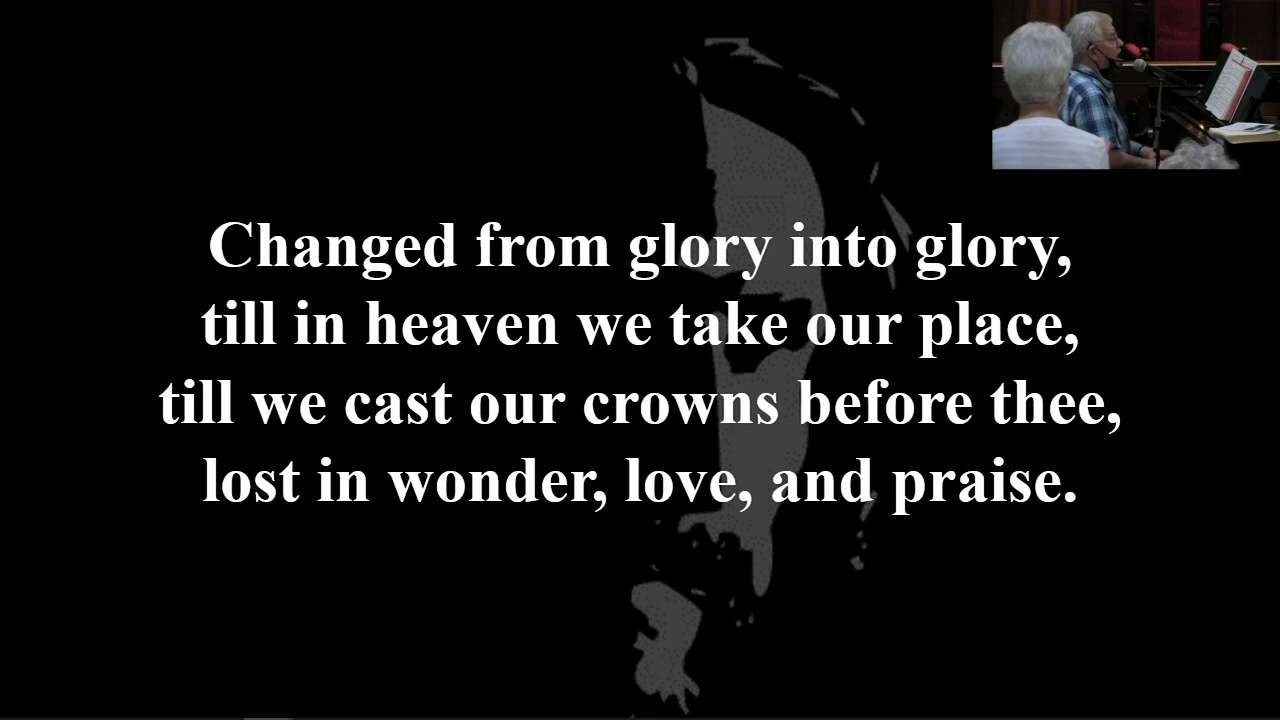 Changed from glory into glory,
till in heaven we take our place,
till we cast our crowns before thee,
lost in wonder, love, and praise.